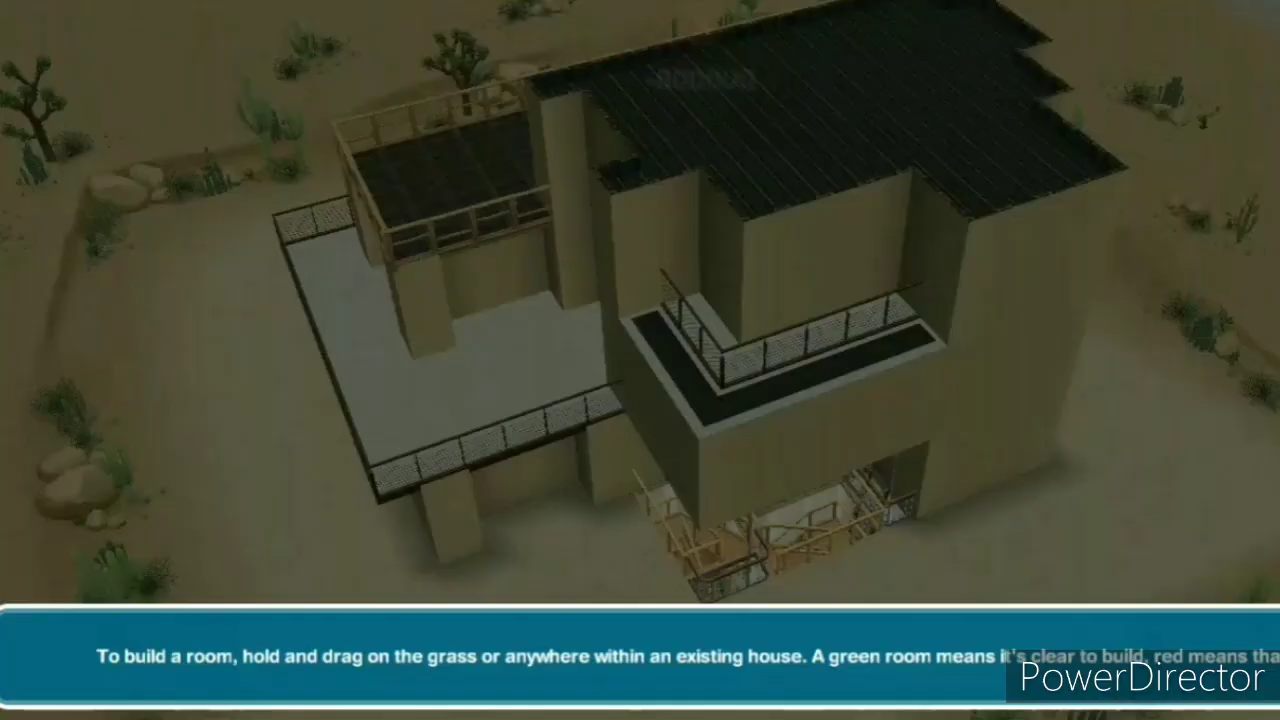 To build a room, hold and drag on the grass or anywhere within an existing house. A green room means it's clear to build, red means tha
PowerDirector